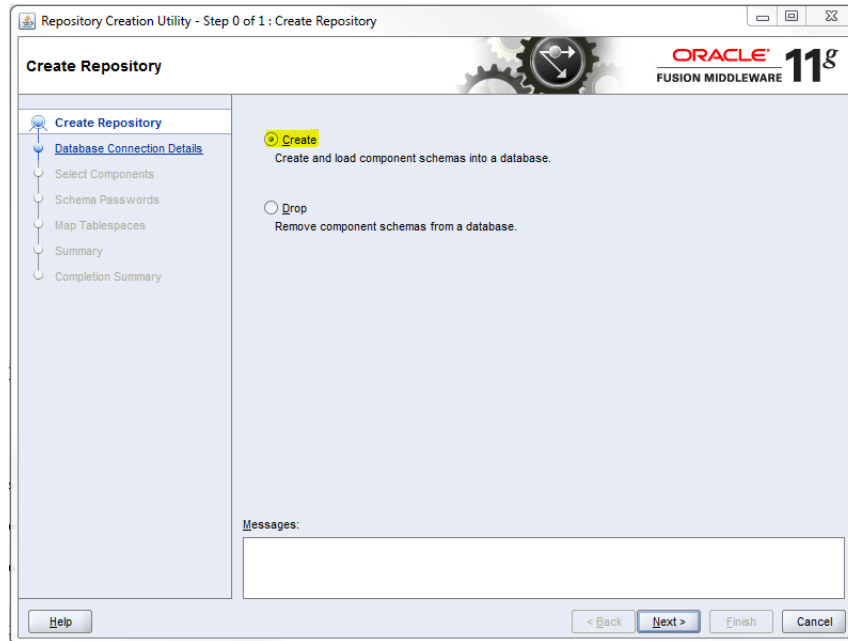 Repository Creation Utility - Step 0 of 1 : Create Repository
Create Repository
ORACLE
FUSION MIDDLEWARE
11g
Create Repository
Database Connection Details
Select Components
Schema Passwords
Map Tablespaces
Summary
Completion Summary
Create
Create and load component schemas into a database.
Drop
Remove component schemas from a database.
Messages:
Help
< Back
Next >
Finish
Cancel